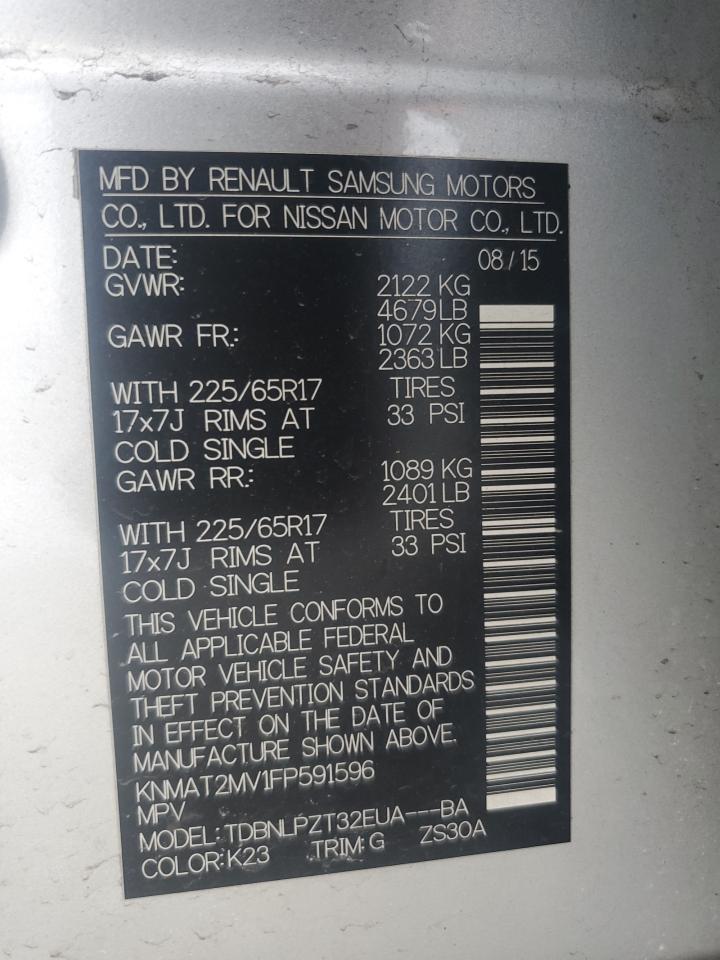 MFD BY RENAULT SAMSUNG MOTORS
CO., LTD. FOR NISSAN MOTOR CO., LTD.
DATE: 08/15
GVWR: 2122 KG
4679LB
GAWR FR.: 1072 KG
2363 LB
WITH 225/65R17 TIRES
17x7J RIMS AT 33 PSI
COLD SINGLE
GAWR RR.: 1089 KG
2401 LB
WITH 225/65R17 TIRES
17x7J RIMS AT 33 PSI
COLD SINGLE
THIS VEHICLE CONFORMS TO
ALL APPLICABLE FEDERAL
MOTOR VEHICLE SAFETY AND
THEFT PREVENTION STANDARDS
IN EFFECT ON THE DATE OF
MANUFACTURE SHOWN ABOVE.
KNMAT2MV1FP591596
MPV
MODEL: TDBNLPZT32EUA---BA
COLOR: K23 TRIM: G ZS30A